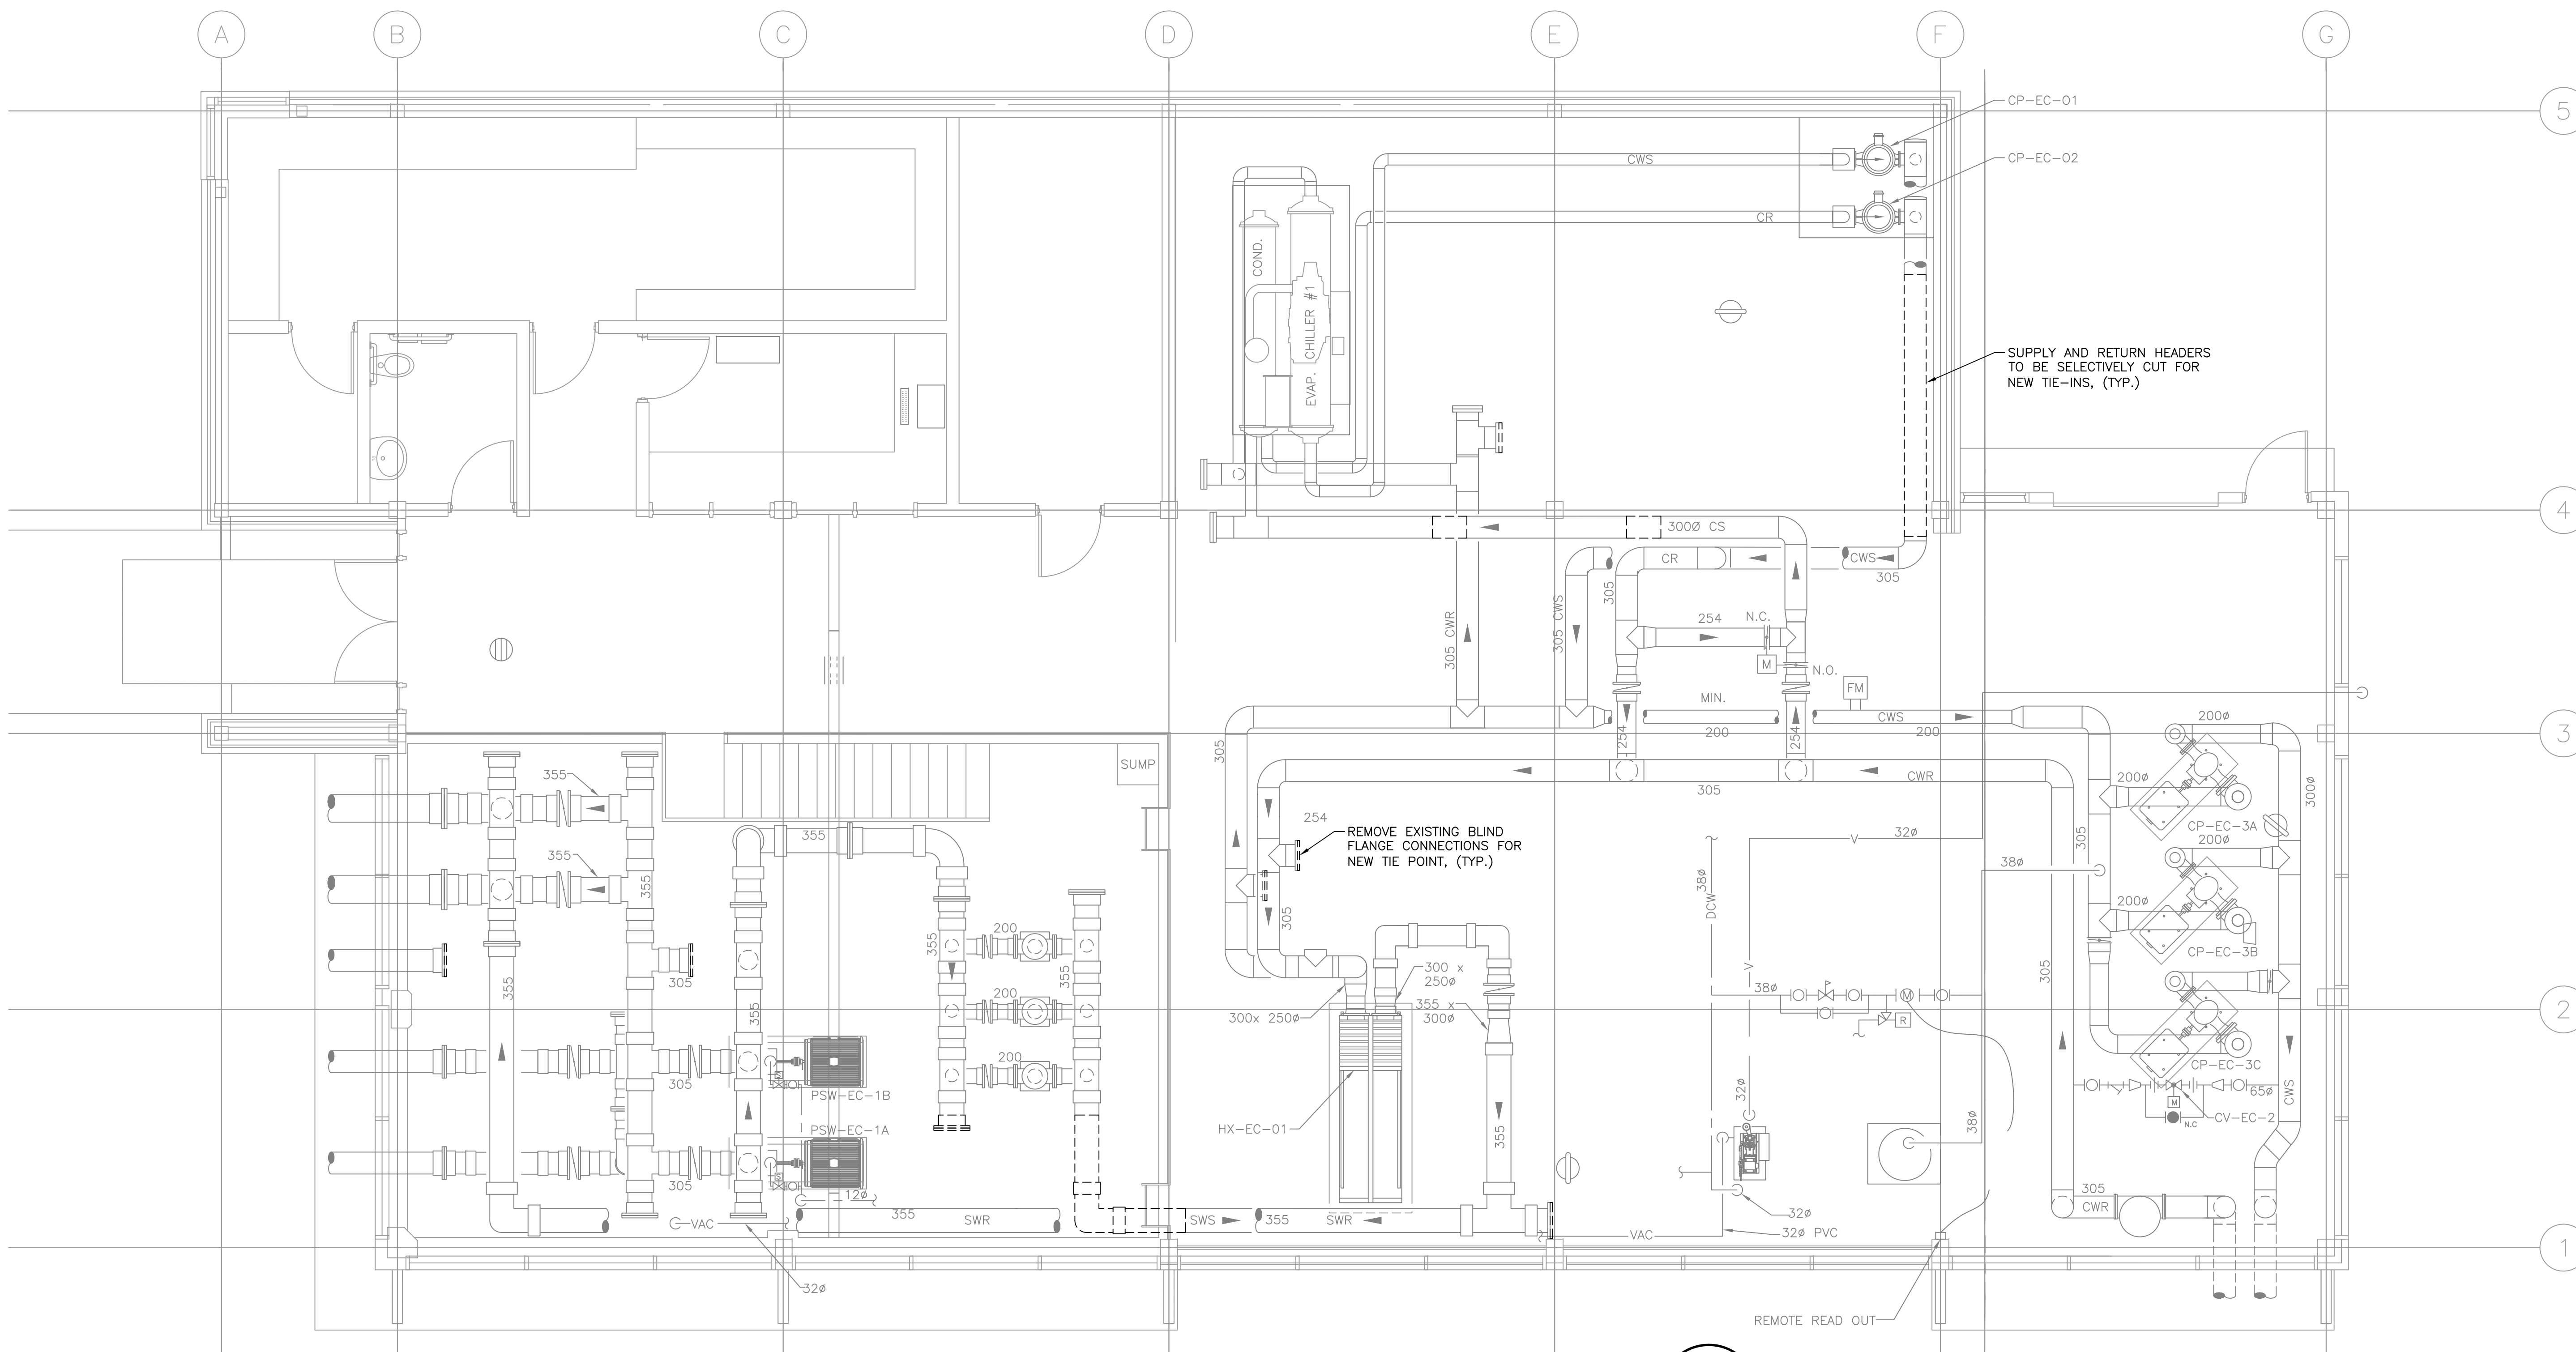 A
B
C
D
E
F
G
5
CP-EC-01
CWS
CP-EC-02
CR
COND.
CHILLER #1
EVAP.
SUPPLY AND RETURN HEADERS
TO BE SELECTIVELY CUT FOR
NEW TIE-INS, (TYP.)
4
300Ø CS
CR
CWS
305
305
305 CWR
305 CWS
254
N.C.
M
N.O.
FM
MIN.
CWS
200
200
254
254
3
200ø
305
SUMP
CWR
305
355
200ø
300ø
CP-EC-3A
254
REMOVE EXISTING BLIND
FLANGE CONNECTIONS FOR
NEW TIE POINT, (TYP.)
V
32ø
355
355
355
200ø
38ø
305
DCW
38ø
305
200
355
355
200ø
CP-EC-3B
305
V
300 x
250ø
355
355
305
200
38ø
M
355 x
300ø
300x 250ø
R
2
200
305
CP-EC-3C
PSW-EC-1B
32ø
65ø
CWS
M
CV-EC-2
N.C
HX-EC-01
PSW-EC-1A
355
38ø
305
S
12ø
305
CWR
VAC
355
SWR
SWS
355
SWR
32ø
VAC
32ø PVC
1
32ø
REMOTE READ OUT